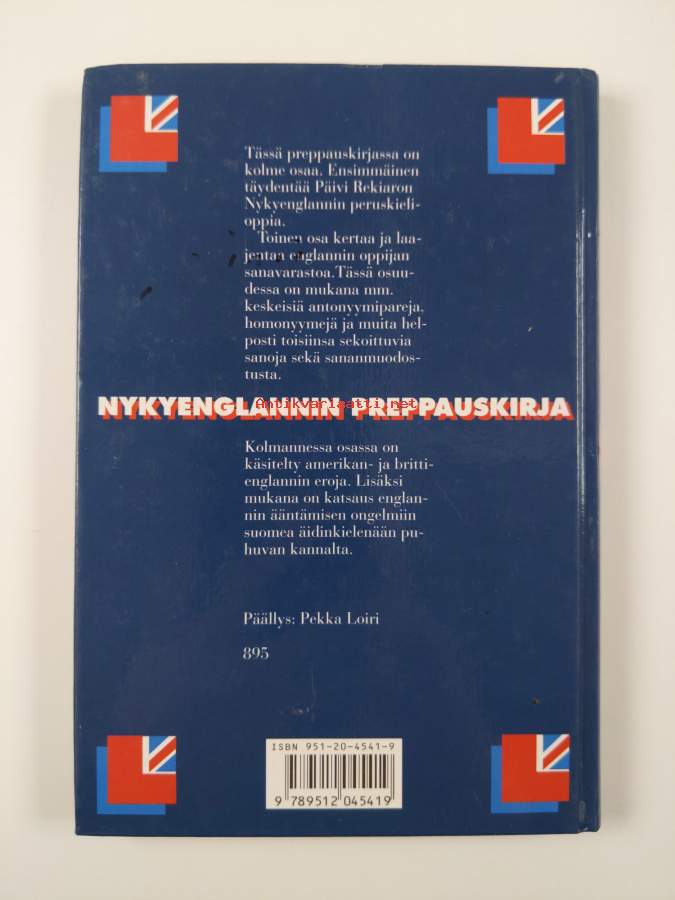 Tässä preppauskirjassa on
kolme osaa. Ensimmäinen
täydentää Päivi Rekiaron
Nykyenglannin peruskieli-
oppia.
Toinen osa kertaa ja laa-
jentaa englannin oppijan
sanavarastoa.Tässä osuu-
dessa on mukana mm.
keskeisiä antonyymipareja,
homonyymejä ja muita hel-
posti toisiinsa sekoittuvia
sanoja sekä sananmuodos-
tusta.
NYKYENGLANNIN PREPPAUSKIRJA
Antikvariaatti.net
Kolmannessa osassa on
käsitelty amerikan- ja britti-
englannin eroja. Lisäksi
mukana on katsaus englan-
nin ääntämisen ongelmiin
suomea äidinkielenään pu-
huvan kannalta.
Päällys: Pekka Loiri
895
ISBN 951-20-4541-9
9 789512 045419